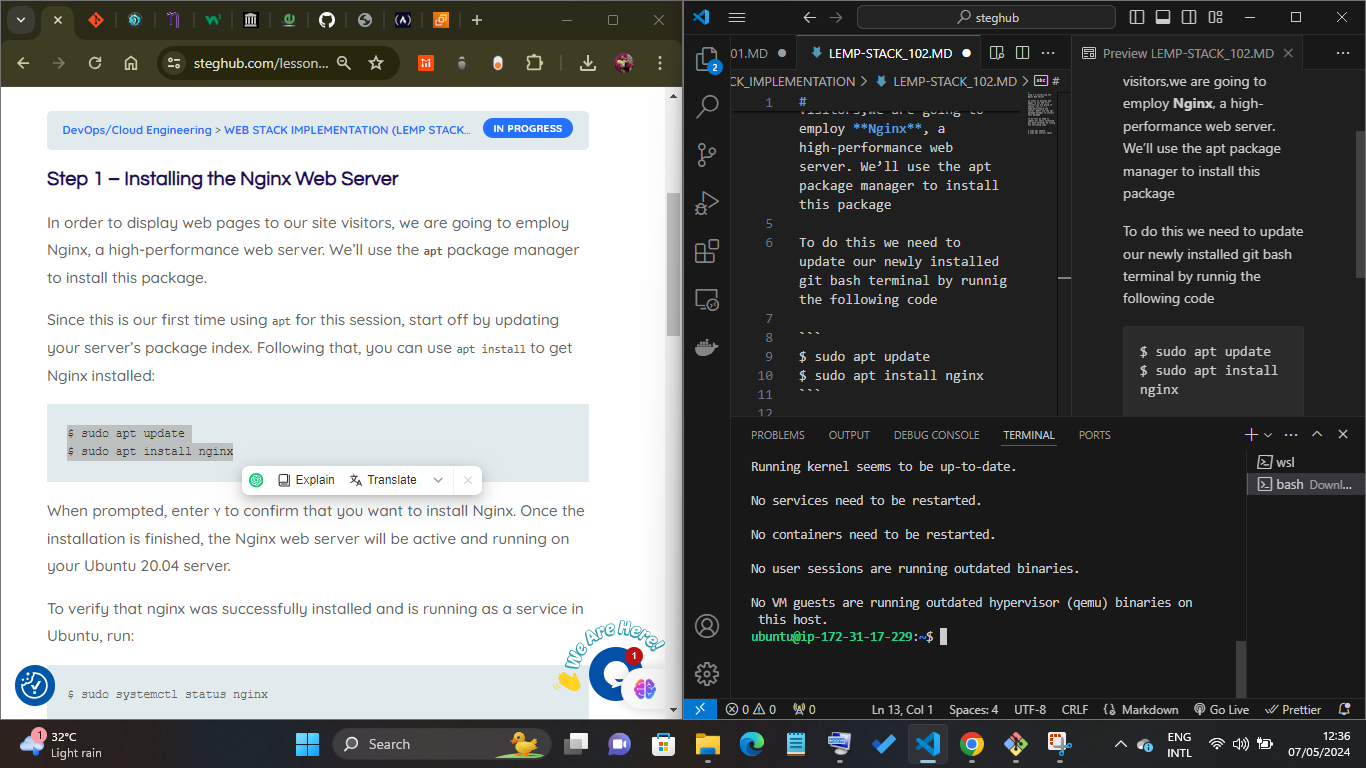 steghub.com/lesson...
DevOps/Cloud Engineering > WEB STACK IMPLEMENTATION (LEMP STACK...
IN PROGRESS
Step 1 – Installing the Nginx Web Server
In order to display web pages to our site visitors, we are going to employ
Nginx, a high-performance web server. We'll use the apt package manager
to install this package.
Since this is our first time using apt for this session, start off by updating
your server's package index. Following that, you can use apt install to get
Nginx installed:
$ sudo apt update
$ sudo apt install nginx
Explain
Translate
When prompted, enter Y to confirm that you want to install Nginx. Once the
installation is finished, the Nginx web server will be active and running on
your Ubuntu 20.04 server.
To verify that nginx was successfully installed and is running as a service in
Ubuntu, run:
We Are Here!
1
$ sudo systemctl status nginx
steghub
2
01.MD
LEMP-STACK_102.MD
Preview LEMP-STACK_102.MD
CK_IMPLEMENTATION > LEMP-STACK_102.MD > abc #
1 #
visitors,we are going to
employ **Nginx**, a
high-performance web
server. We’ll use the apt
package manager to install
this package
5
6 To do this we need to
update our newly installed
git bash terminal by runnig
the following code
7
8 ```
9 $ sudo apt update
10 $ sudo apt install nginx
11 ```
12
visitors,we are going to
employ Nginx, a high-
performance web server.
We’ll use the apt package
manager to install this
package
To do this we need to update
our newly installed git bash
terminal by runnig the
following code
$ sudo apt update
$ sudo apt install
nginx
PROBLEMS OUTPUT DEBUG CONSOLE TERMINAL PORTS
Running kernel seems to be up-to-date.
No services need to be restarted.
No containers need to be restarted.
No user sessions are running outdated binaries.
No VM guests are running outdated hypervisor (qemu) binaries on
this host.
ubuntu@ip-172-31-17-229:~$
wsl
bash Downl...
0 0 0 Ln 13, Col 1 Spaces: 4 UTF-8 CRLF Markdown Go Live Prettier
1
32°C
Light rain
Search
ENG
INTL
12:36
07/05/2024